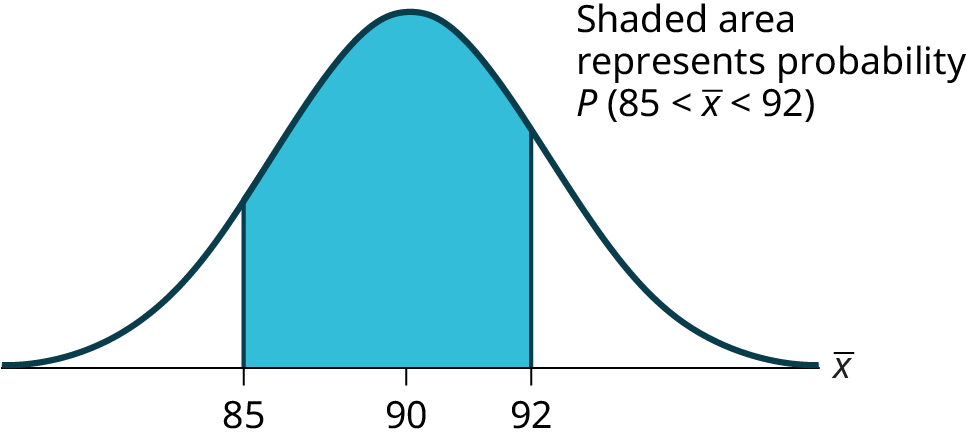 Shaded area
represents probability
P (85 < x̅ < 92)
x̅
85 90 92